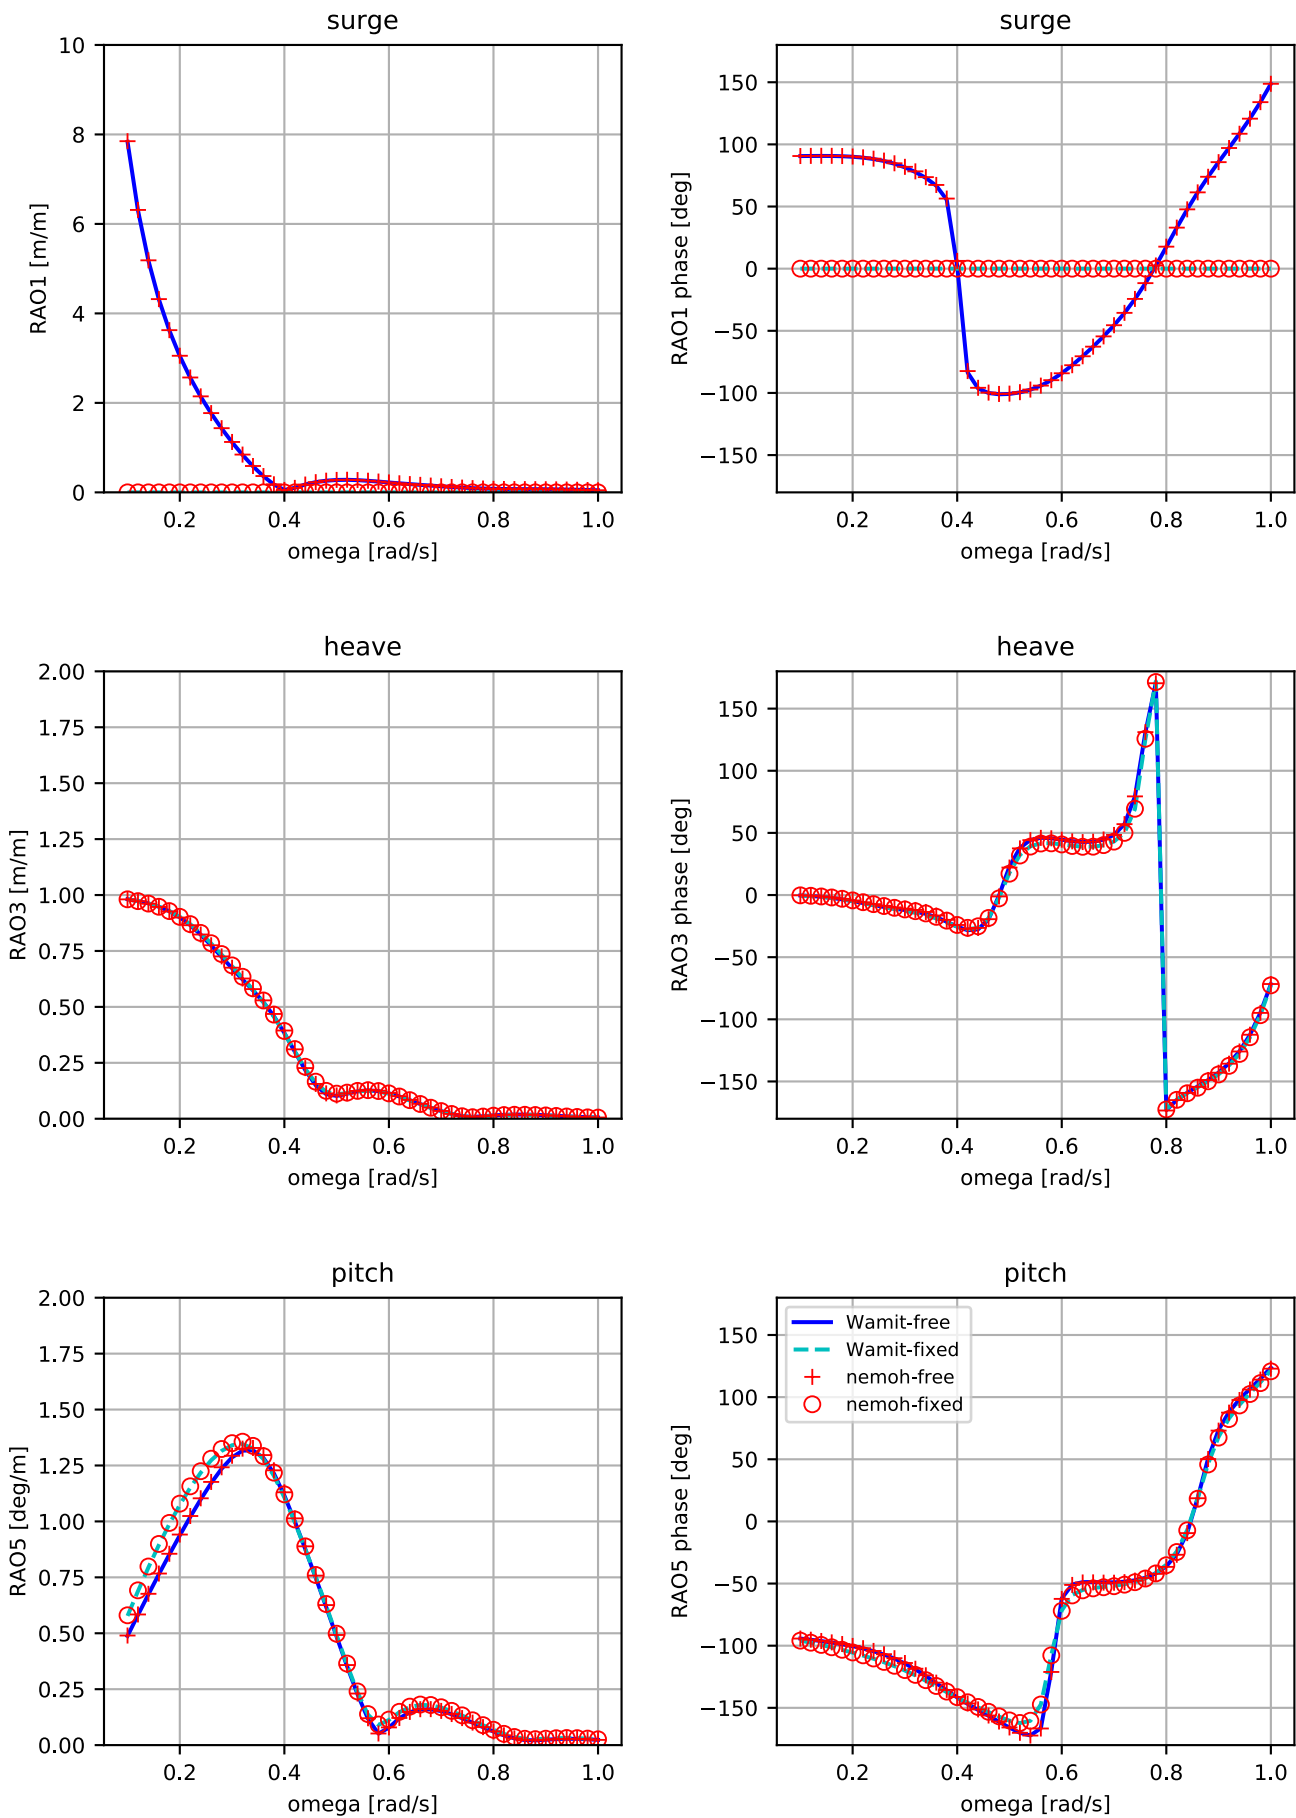 surge
10
8
6
4
2
0
RAO1 [m/m]
0.2 0.4 0.6 0.8 1.0
omega [rad/s]
surge
150
100
50
0
−50
−100
−150
RAO1 phase [deg]
0.2 0.4 0.6 0.8 1.0
omega [rad/s]
heave
2.00
1.75
1.50
1.25
1.00
0.75
0.50
0.25
0.00
RAO3 [m/m]
0.2 0.4 0.6 0.8 1.0
omega [rad/s]
heave
150
100
50
0
−50
−100
−150
RAO3 phase [deg]
0.2 0.4 0.6 0.8 1.0
omega [rad/s]
pitch
2.00
1.75
1.50
1.25
1.00
0.75
0.50
0.25
0.00
RAO5 [deg/m]
0.2 0.4 0.6 0.8 1.0
omega [rad/s]
pitch
Wamit-free
Wamit-fixed
nemoh-free
nemoh-fixed
150
100
50
0
−50
−100
−150
RAO5 phase [deg]
0.2 0.4 0.6 0.8 1.0
omega [rad/s]